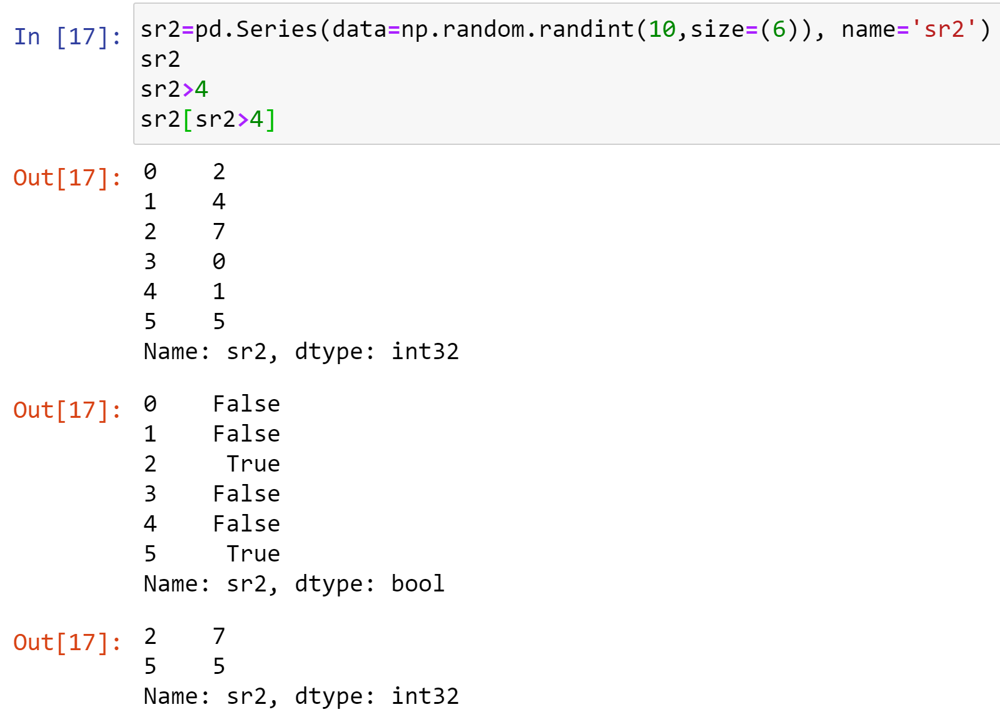 In [17]: sr2=pd.Series(data=np.random.randint(10,size=(6)), name='sr2')
sr2
sr2>4
sr2[sr2>4]
Out[17]: 0    2
1    4
2    7
3    0
4    1
5    5
Name: sr2, dtype: int32
Out[17]: 0    False
1    False
2     True
3    False
4    False
5     True
Name: sr2, dtype: bool
Out[17]: 2    7
5    5
Name: sr2, dtype: int32